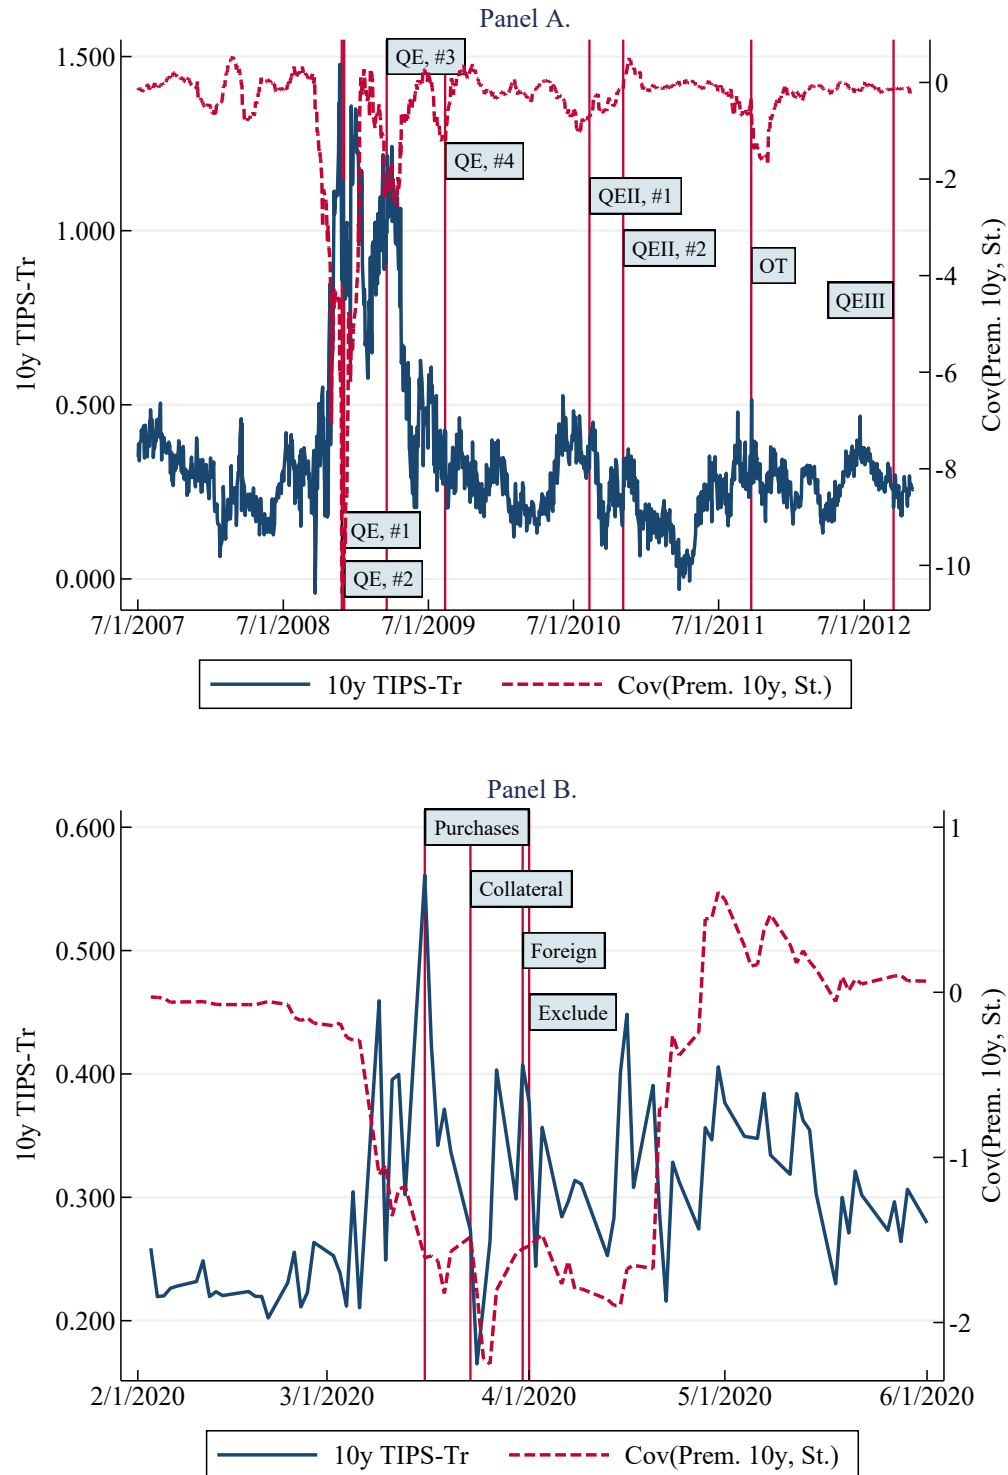 Panel A.
1.500
1.000
0.500
0.000
10y TIPS-Tr
0
-2
-4
-6
-8
-10
Cov(Prem. 10y, St.)
QE, #3
QE, #4
QEII, #1
QEII, #2
OT
QEIII
QE, #1
QE, #2
7/1/2007 7/1/2008 7/1/2009 7/1/2010 7/1/2011 7/1/2012
10y TIPS-Tr Cov(Prem. 10y, St.)
Panel B.
0.600
0.500
0.400
0.300
0.200
10y TIPS-Tr
1
0
-1
-2
Cov(Prem. 10y, St.)
Purchases
Collateral
Foreign
Exclude
2/1/2020 3/1/2020 4/1/2020 5/1/2020 6/1/2020
10y TIPS-Tr Cov(Prem. 10y, St.)